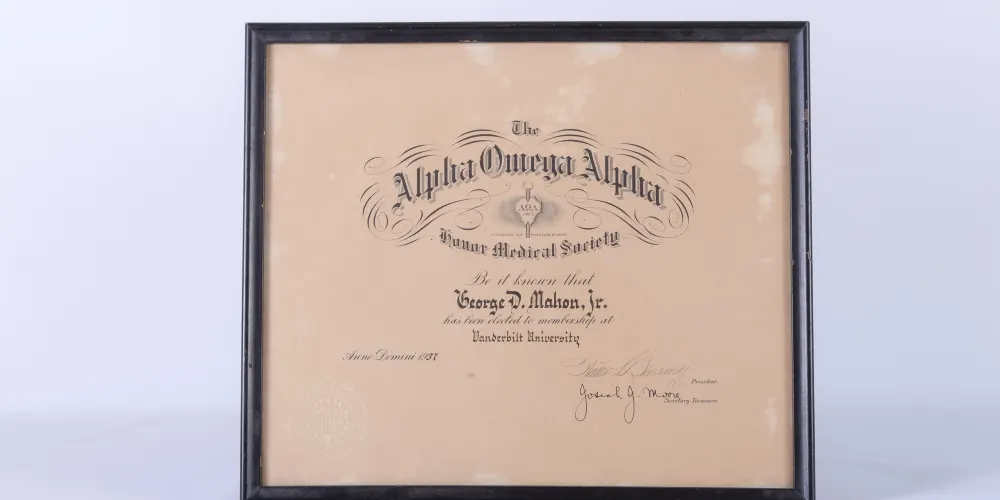 The
Alpha Omega Alpha
AΩA
Honor Medical Society
Be it known that
George D. Mahon, Jr.
has been elected to membership at
Vanderbilt University
Anno Domini 1937
President
Josiah J. Moore
Secretary Treasurer